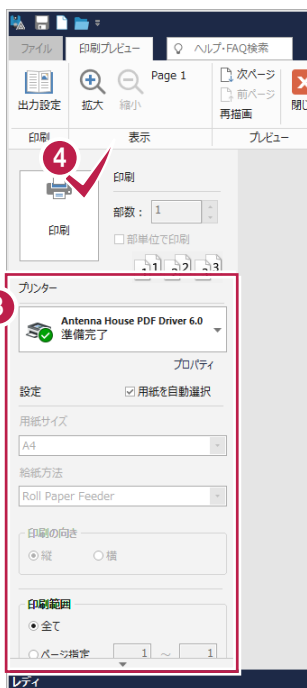 ファイル 印刷プレビュー ヘルプ・FAQ検索
出力設定 拡大 縮小 Page 1 次ページ
前ページ
再描画 閉じ
印刷 表示 プレビュー
4
印刷
印刷
部数： 1
部単位で印刷
1 1 2 2 3
3
プリンター
Antenna House PDF Driver 6.0
準備完了
プロパティ
設定 用紙を自動選択
用紙サイズ
A4
給紙方法
Roll Paper Feeder
印刷の向き
縦 横
印刷範囲
全て
ページ指定 1 ～ 1
レディ